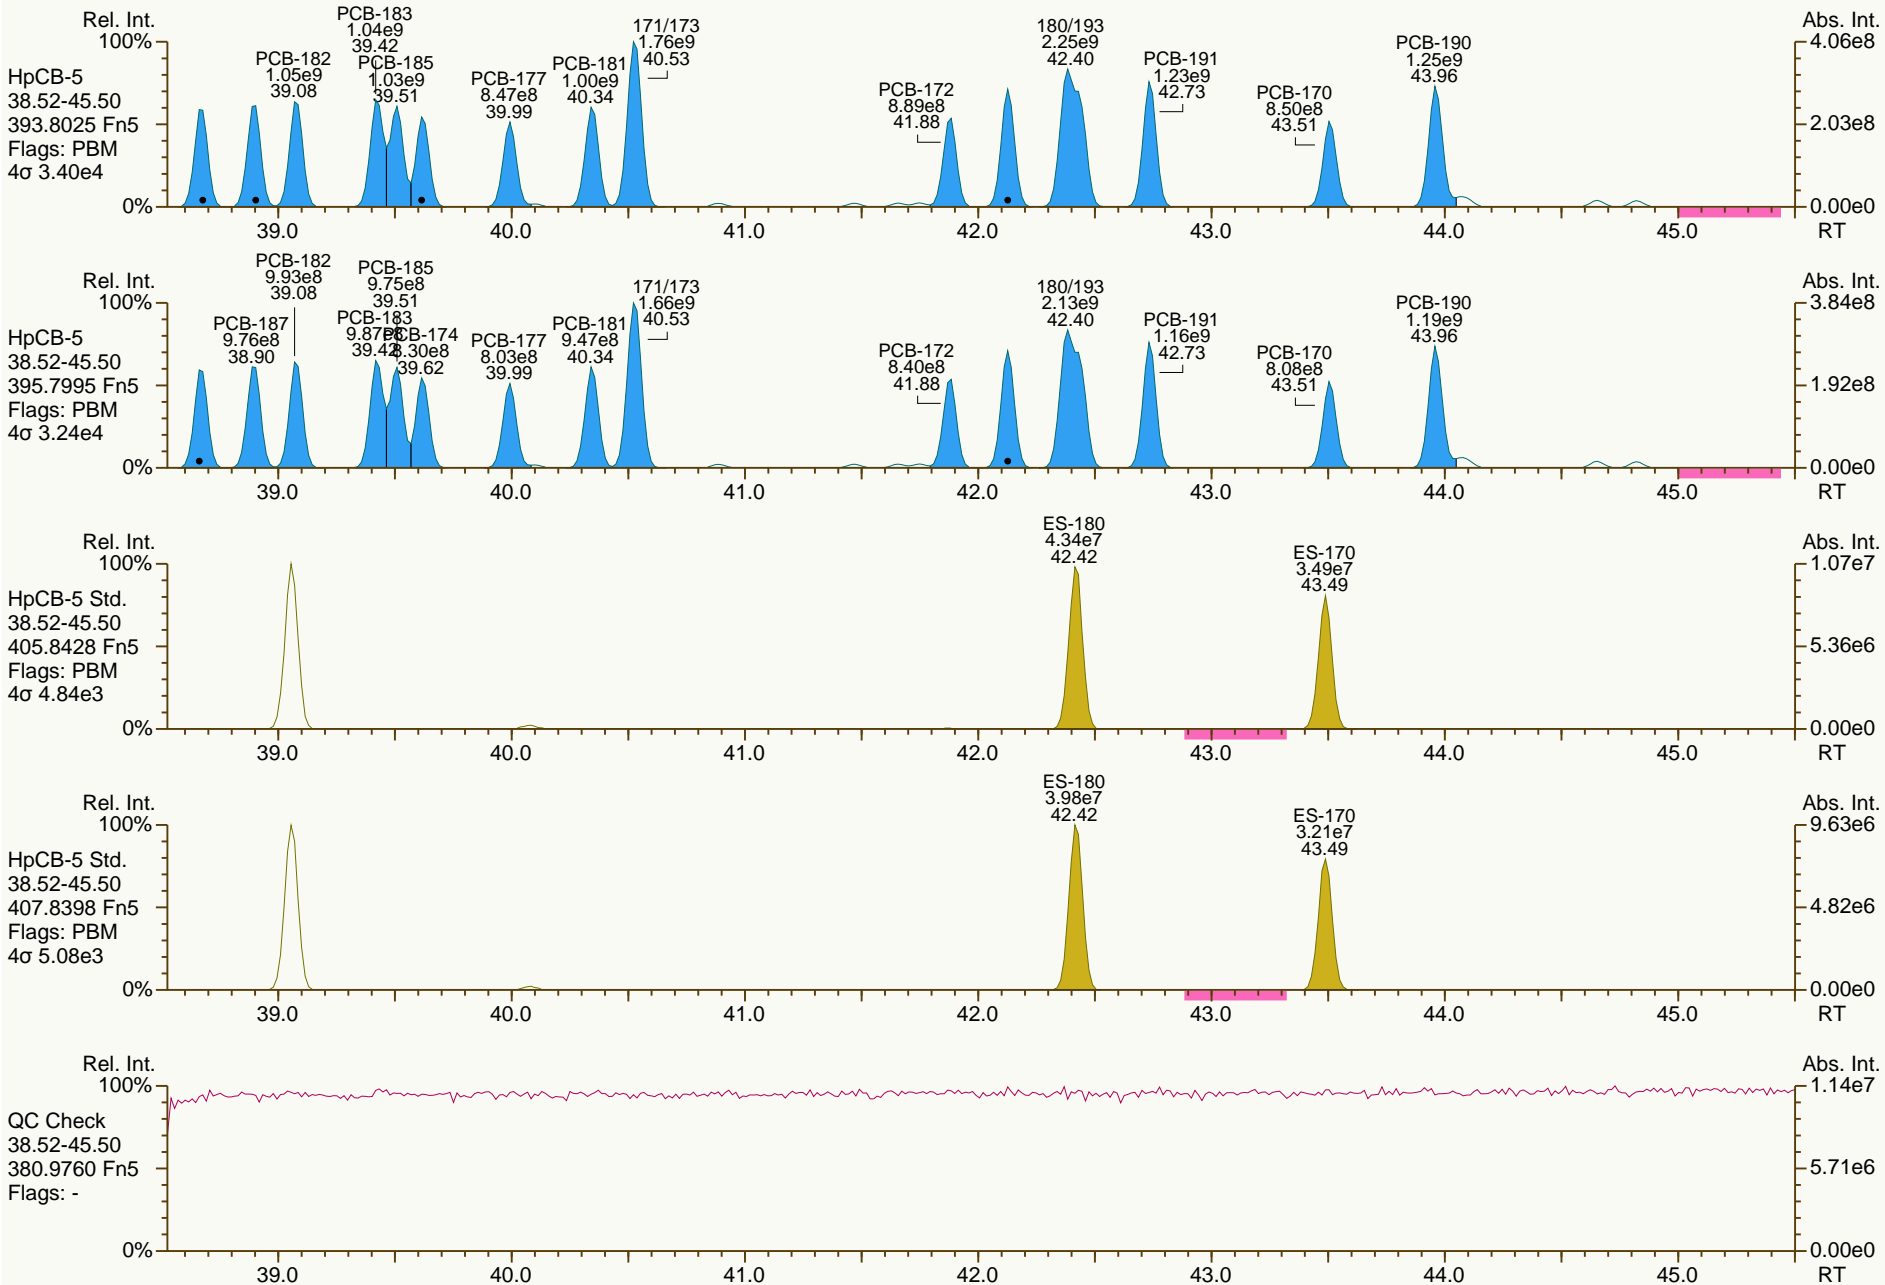 Rel. Int.
Abs. Int.
HpCB-5
38.52-45.50
393.8025 Fn5
Flags: PBM
4σ 3.40e4
100%
50%
0%
PCB-182
1.05e9
39.08
PCB-183
1.04e9
39.42
PCB-185
1.03e9
39.51
PCB-177
8.47e8
39.99
PCB-181
1.00e9
40.34
171/173
1.76e9
40.53
PCB-172
8.89e8
41.88
180/193
2.25e9
42.40
PCB-191
1.23e9
42.73
PCB-170
8.50e8
43.51
PCB-190
1.25e9
43.96
4.06e8
2.03e8
0.00e0
39.0 40.0 41.0 42.0 43.0 44.0 45.0 RT
Rel. Int.
Abs. Int.
HpCB-5
38.52-45.50
395.7995 Fn5
Flags: PBM
4σ 3.24e4
100%
50%
0%
PCB-187
9.76e8
38.90
PCB-182
9.93e8
39.08
PCB-183
9.87e8
39.42
PCB-185
9.75e8
39.51
PCB-174
8.30e8
39.62
PCB-177
8.03e8
39.99
PCB-181
9.47e8
40.34
171/173
1.66e9
40.53
PCB-172
8.40e8
41.88
180/193
2.13e9
42.40
PCB-191
1.16e9
42.73
PCB-170
8.08e8
43.51
PCB-190
1.19e9
43.96
3.84e8
1.92e8
0.00e0
39.0 40.0 41.0 42.0 43.0 44.0 45.0 RT
Rel. Int.
Abs. Int.
HpCB-5 Std.
38.52-45.50
405.8428 Fn5
Flags: PBM
4σ 4.84e3
100%
50%
0%
ES-180
4.34e7
42.42
ES-170
3.49e7
43.49
1.07e7
5.36e6
0.00e0
39.0 40.0 41.0 42.0 43.0 44.0 45.0 RT
Rel. Int.
Abs. Int.
HpCB-5 Std.
38.52-45.50
407.8398 Fn5
Flags: PBM
4σ 5.08e3
100%
50%
0%
ES-180
3.98e7
42.42
ES-170
3.21e7
43.49
9.63e6
4.82e6
0.00e0
39.0 40.0 41.0 42.0 43.0 44.0 45.0 RT
Rel. Int.
Abs. Int.
QC Check
38.52-45.50
380.9760 Fn5
Flags: -
100%
50%
0%
1.14e7
5.71e6
0.00e0
39.0 40.0 41.0 42.0 43.0 44.0 45.0 RT